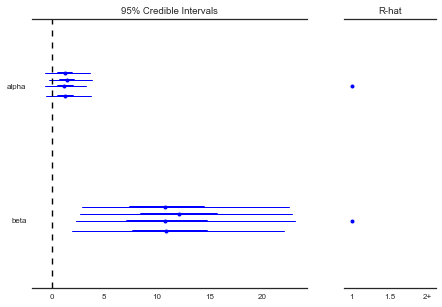 95% Credible Intervals
R-hat
alpha
beta
0 5 10 15 20
1 1.5 2+